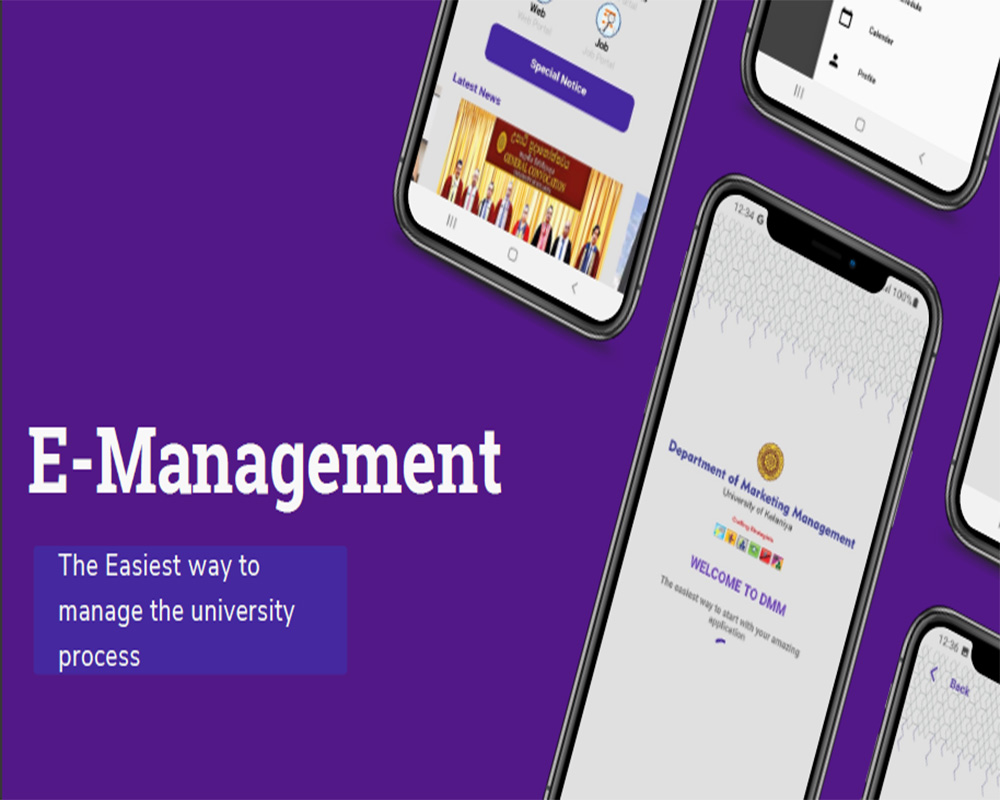 E-Management
The Easiest way to
manage the university
process
Web
Web Portal
Job
Job Portal
Special Notice
Latest News
GENERAL CONVOCATION
Calender
Profile
12:34 G
100%
Department of Marketing Management
University of Kelaniya
Crafting Strategists
WELCOME TO DMM
The easiest way to start with your amazing
application
12:36
Back